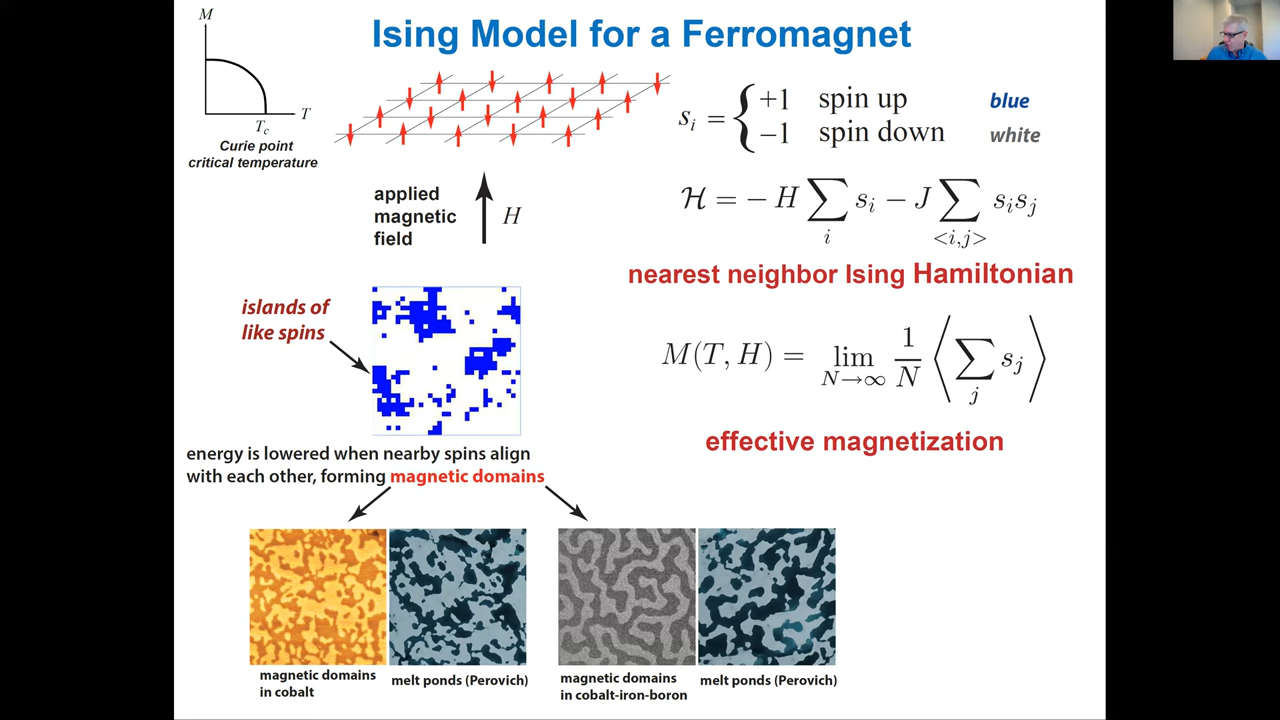 Ising Model for a Ferromagnet
M
T
T_c
Curie point
critical temperature
s_i = { +1 spin up blue
−1 spin down white
applied
magnetic
field
H
ℋ = − H ∑_i s_i − J ∑_{<i,j>} s_i s_j
nearest neighbor Ising Hamiltonian
islands of
like spins
M(T, H) = lim_{N→∞} 1/N ⟨ ∑_j s_j ⟩
effective magnetization
energy is lowered when nearby spins align
with each other, forming magnetic domains
magnetic domains
in cobalt
melt ponds (Perovich)
magnetic domains
in cobalt-iron-boron
melt ponds (Perovich)